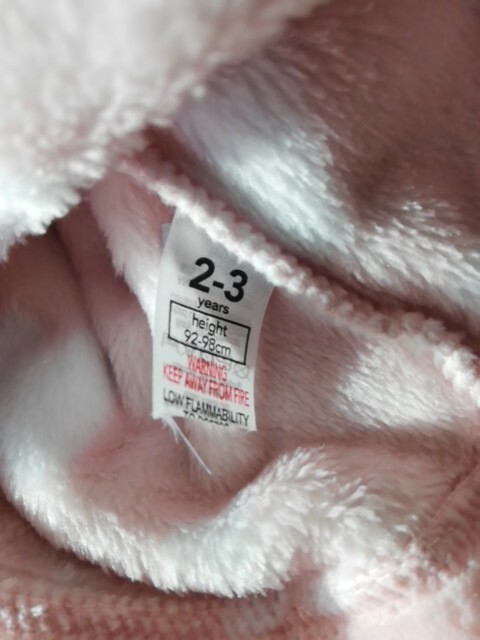 2-3
years
height
92-98cm
WARNING
KEEP AWAY FROM FIRE
LOW FLAMMABILITY